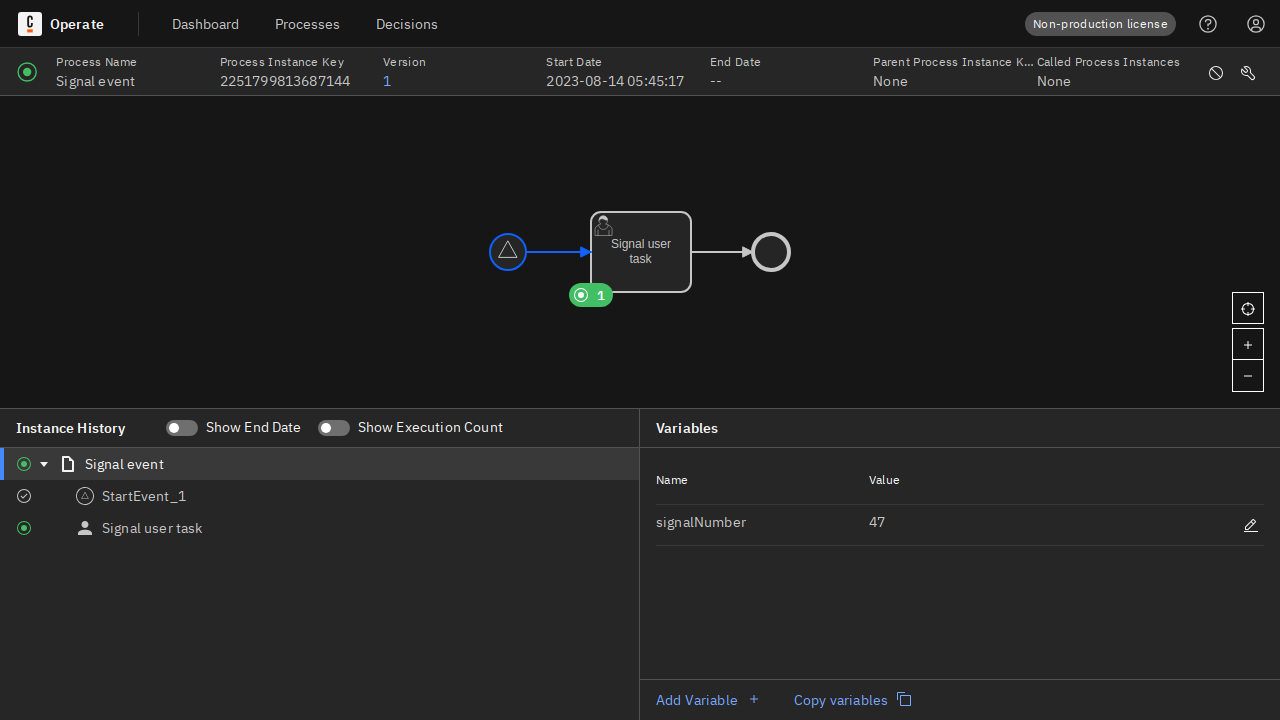 C Operate
Dashboard
Processes
Decisions
Non-production license
Process Name
Signal event
Process Instance Key
2251799813687144
Version
1
Start Date
2023-08-14 05:45:17
End Date
--
Parent Process Instance K...
None
Called Process Instances
None
Signal user
task
1
Instance History
Show End Date
Show Execution Count
Signal event
StartEvent_1
Signal user task
Variables
Name
Value
signalNumber
47
Add Variable +
Copy variables